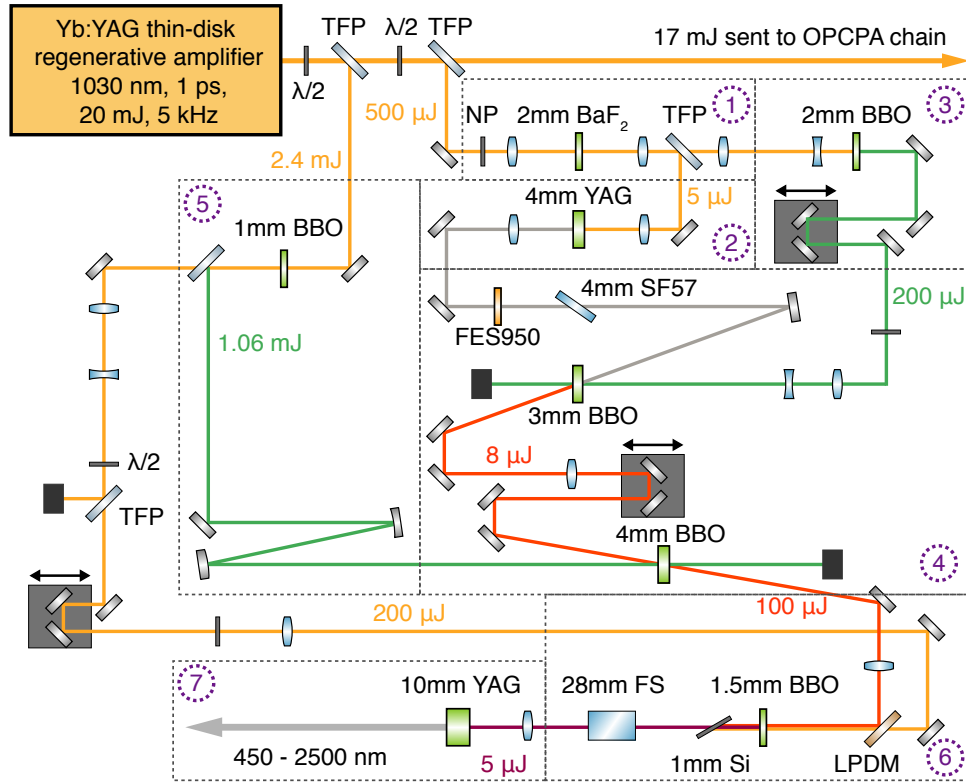 Yb:YAG thin-disk
regenerative amplifier
1030 nm, 1 ps,
20 mJ, 5 kHz
λ/2
TFP
λ/2
TFP
17 mJ sent to OPCPA chain
500 µJ
2.4 mJ
NP
2mm BaF₂
TFP
1
2mm BBO
3
5
1mm BBO
4mm YAG
5 µJ
2
4mm SF57
FES950
200 µJ
1.06 mJ
3mm BBO
8 µJ
λ/2
TFP
4mm BBO
4
100 µJ
200 µJ
7
10mm YAG
28mm FS
1.5mm BBO
450 - 2500 nm
5 µJ
1mm Si
LPDM
6